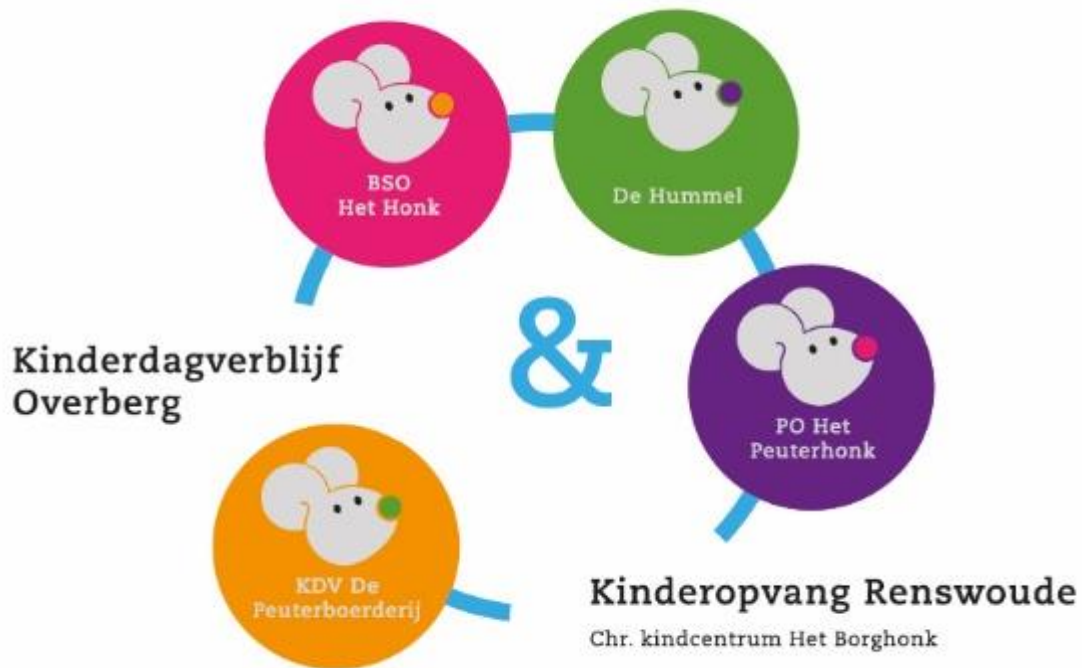 BSO
Het Honk
De Hummel
&
Kinderdagverblijf
Overberg
PO Het
Peuterhonk
KDV De
Peuterboerderij
Kinderopvang Renswoude
Chr. kindcentrum Het Borghonk